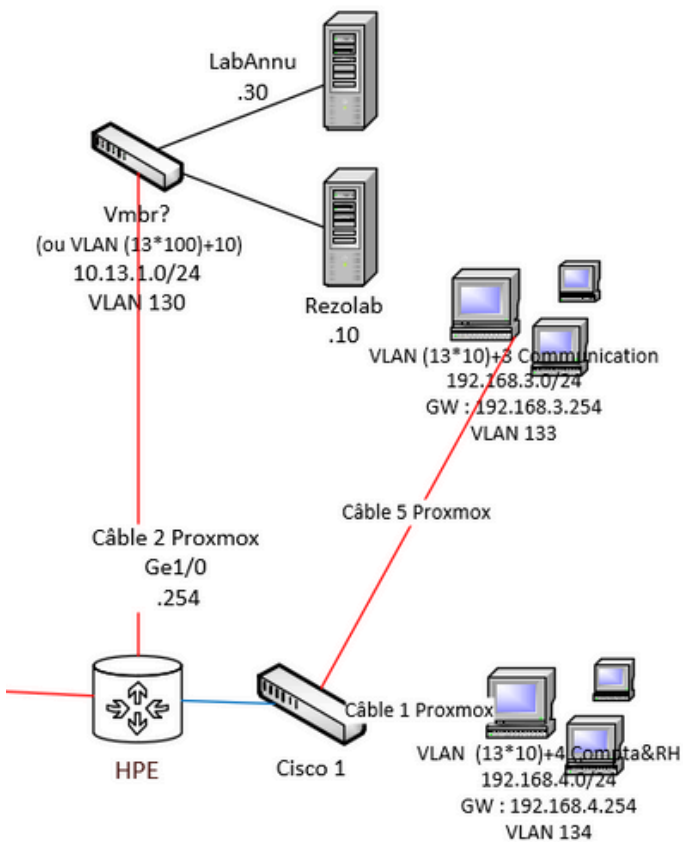 LabAnnu
.30
Vmbr?
(ou VLAN (13*100)+10)
10.13.1.0/24
VLAN 130
Rezolab
.10
VLAN (13*10)+3 Communication
192.168.3.0/24
GW : 192.168.3.254
VLAN 133
Câble 5 Proxmox
Câble 2 Proxmox
Ge1/0
.254
HPE
Cisco 1
Câble 1 Proxmox
VLAN (13*10)+4 Compta&RH
192.168.4.0/24
GW : 192.168.4.254
VLAN 134